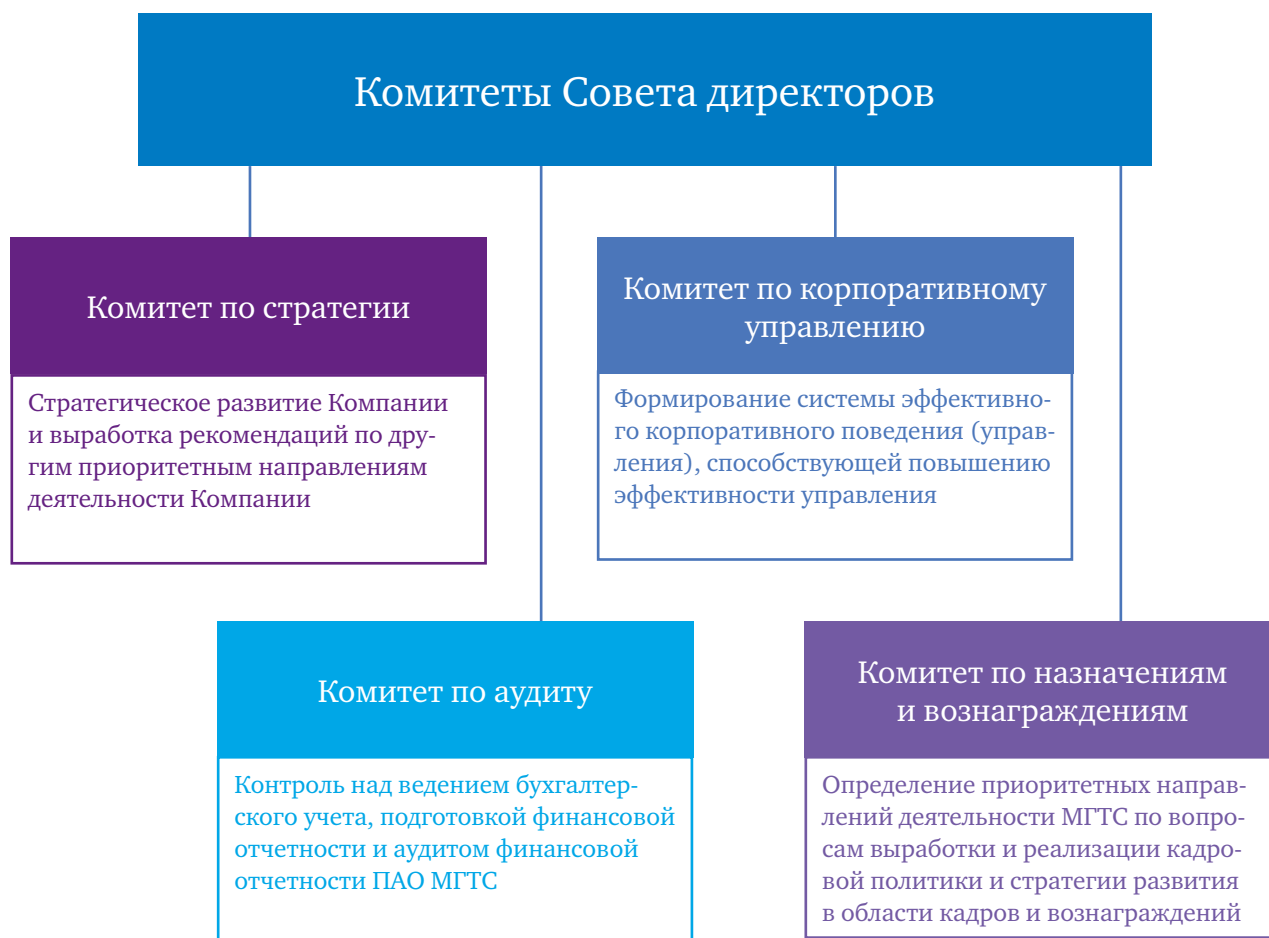 Комитеты Совета директоров
Комитет по стратегии
Стратегическое развитие Компании
и выработка рекомендаций по дру-
гим приоритетным направлениям
деятельности Компании
Комитет по корпоративному
управлению
Формирование системы эффективно-
го корпоративного поведения (управ-
ления), способствующей повышению
эффективности управления
Комитет по аудиту
Контроль над ведением бухгалтер-
ского учета, подготовкой финансовой
отчетности и аудитом финансовой
отчетности ПАО МГТС
Комитет по назначениям
и вознаграждениям
Определение приоритетных направ-
лений деятельности МГТС по вопро-
сам выработки и реализации кадро-
вой политики и стратегии развития
в области кадров и вознаграждений